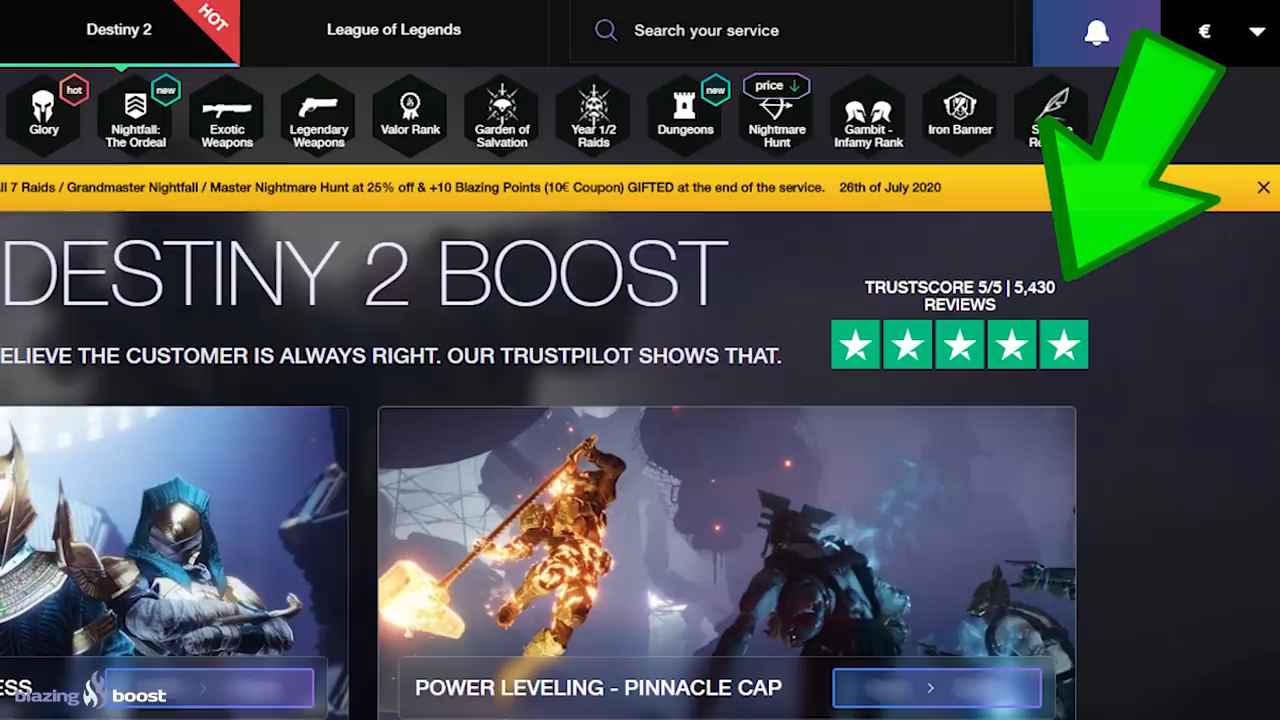 Destiny 2
HOT
League of Legends
Search your service
€
hot
Glory
new
Nightfall:
The Ordeal
Exotic
Weapons
Legendary
Weapons
Valor Rank
Garden of
Salvation
Year 1/2
Raids
new
Dungeons
price ↓
Nightmare
Hunt
Gambit -
Infamy Rank
Iron Banner
ll 7 Raids / Grandmaster Nightfall / Master Nightmare Hunt at 25% off & +10 Blazing Points (10€ Coupon) GIFTED at the end of the service. 26th of July 2020
DESTINY 2 BOOST
TRUSTSCORE 5/5 | 5,430
REVIEWS
ELIEVE THE CUSTOMER IS ALWAYS RIGHT. OUR TRUSTPILOT SHOWS THAT.
ESS
blazing boost
POWER LEVELING - PINNACLE CAP